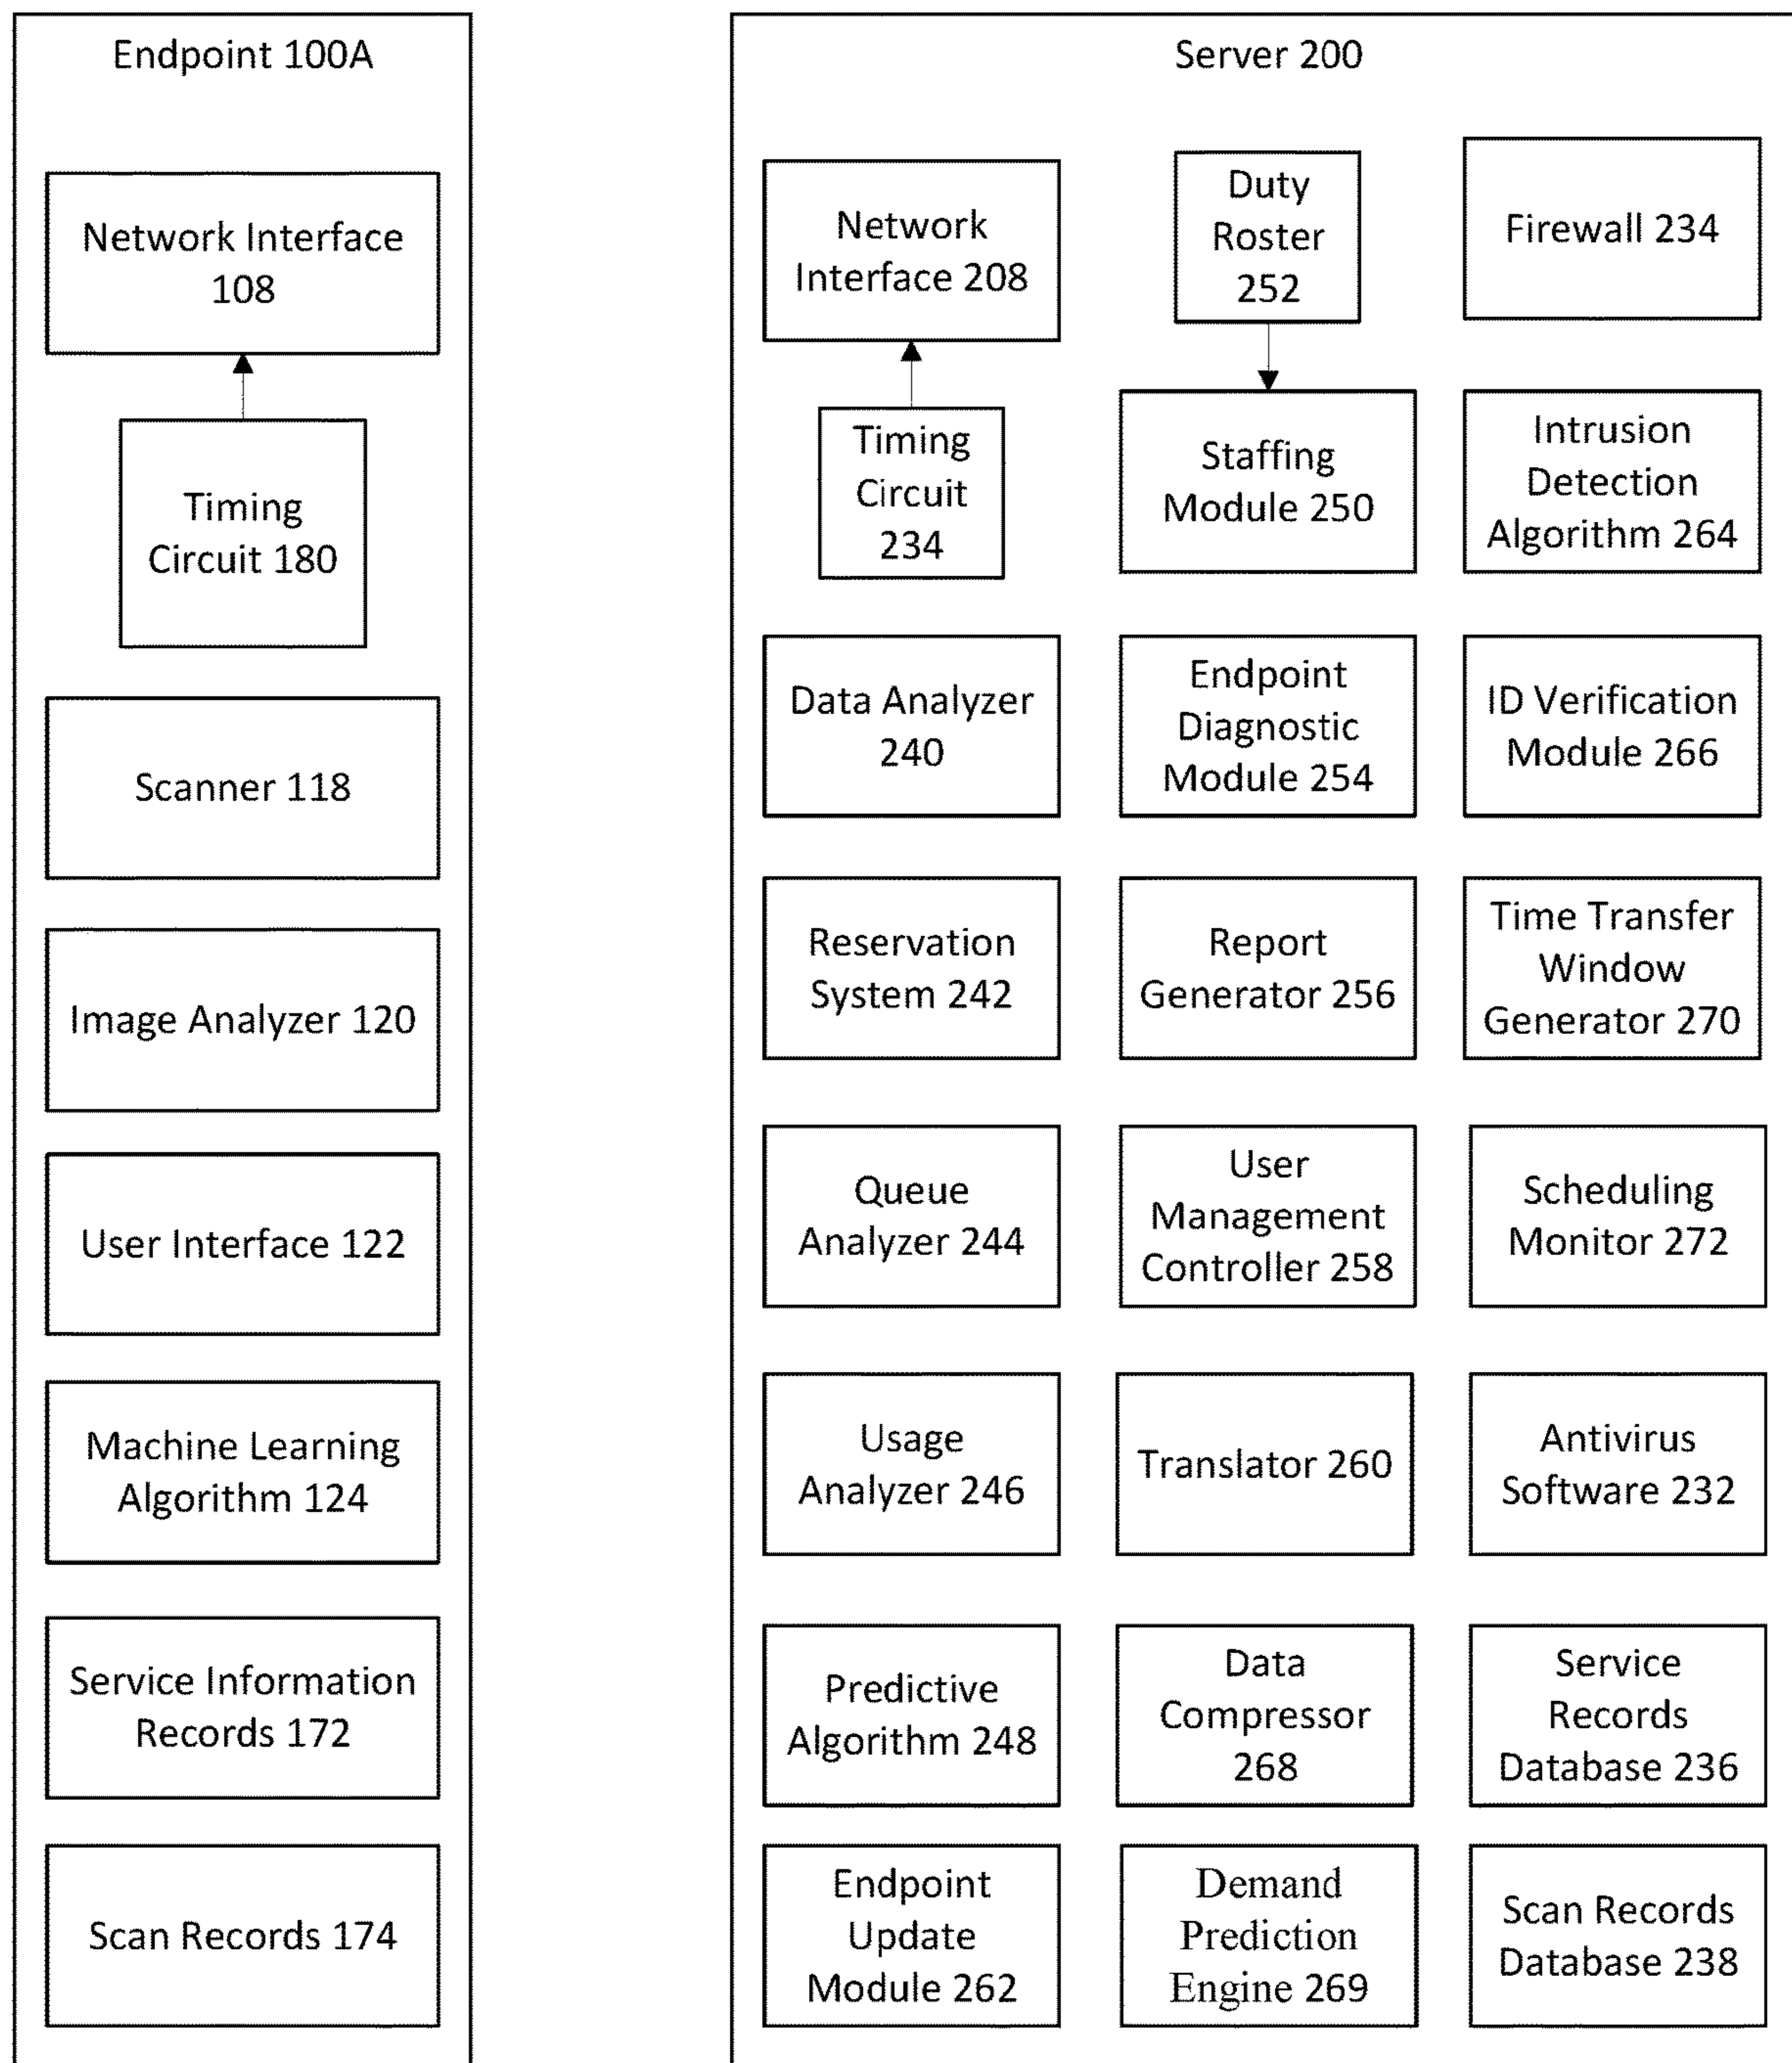 Endpoint 100A
Network Interface
108
Timing
Circuit 180
Scanner 118
Image Analyzer 120
User Interface 122
Machine Learning
Algorithm 124
Service Information
Records 172
Scan Records 174
Server 200
Network
Interface 208
Duty
Roster
252
Firewall 234
Timing
Circuit
234
Staffing
Module 250
Intrusion
Detection
Algorithm 264
Data Analyzer
240
Endpoint
Diagnostic
Module 254
ID Verification
Module 266
Reservation
System 242
Report
Generator 256
Time Transfer
Window
Generator 270
Queue
Analyzer 244
User
Management
Controller 258
Scheduling
Monitor 272
Usage
Analyzer 246
Translator 260
Antivirus
Software 232
Predictive
Algorithm 248
Data
Compressor
268
Service
Records
Database 236
Endpoint
Update
Module 262
Demand
Prediction
Engine 269
Scan Records
Database 238